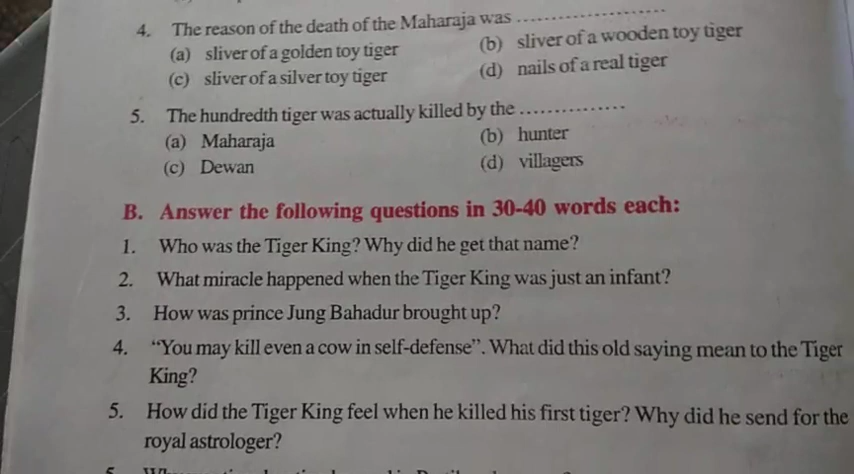 4. The reason of the death of the Maharaja was ......................
(a) sliver of a golden toy tiger (b) sliver of a wooden toy tiger
(c) sliver of a silver toy tiger (d) nails of a real tiger
5. The hundredth tiger was actually killed by the ................
(a) Maharaja (b) hunter
(c) Dewan (d) villagers
B. Answer the following questions in 30-40 words each:
1. Who was the Tiger King? Why did he get that name?
2. What miracle happened when the Tiger King was just an infant?
3. How was prince Jung Bahadur brought up?
4. “You may kill even a cow in self-defense”. What did this old saying mean to the Tiger
King?
5. How did the Tiger King feel when he killed his first tiger? Why did he send for the
royal astrologer?